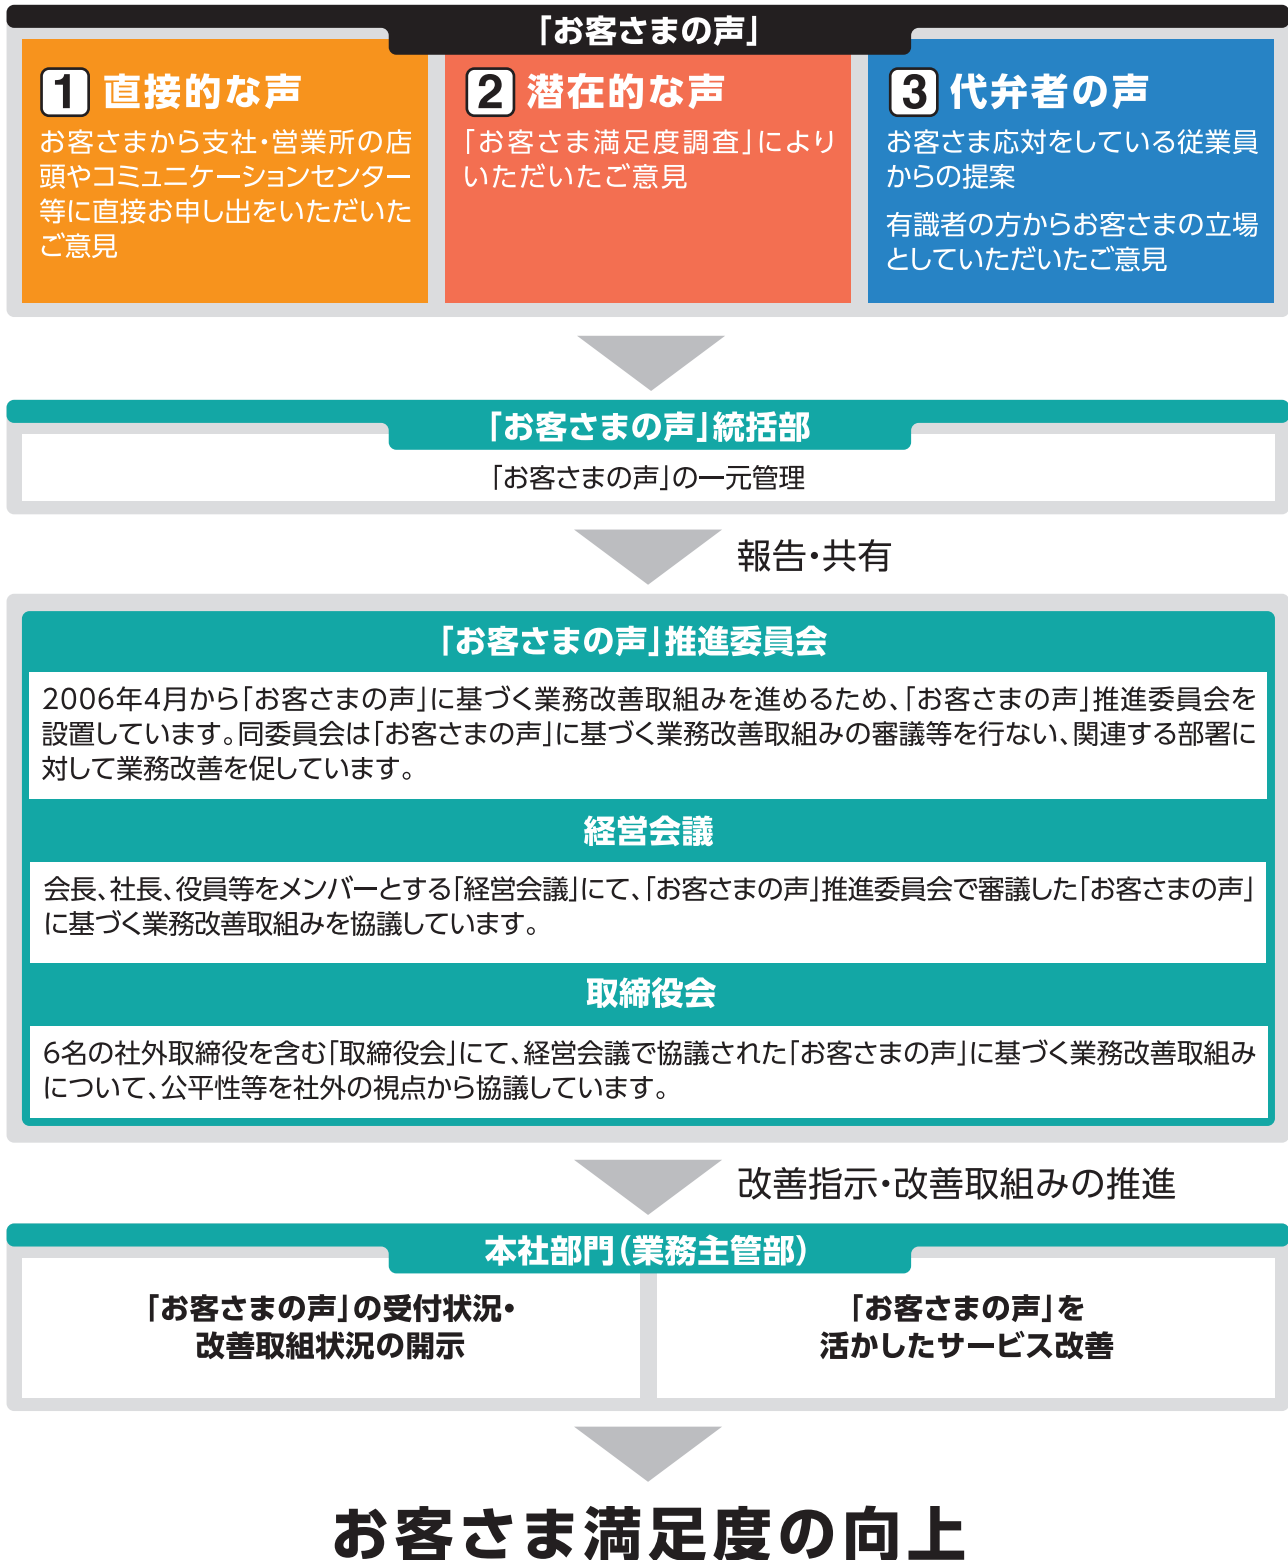 「お客さまの声」
1 直接的な声
お客さまから支社・営業所の店
頭やコミュニケーションセンター
等に直接お申し出をいただいた
ご意見
2 潜在的な声
「お客さま満足度調査」により
いただいたご意見
3 代弁者の声
お客さま応対をしている従業員
からの提案
有識者の方からお客さまの立場
としていただいたご意見
「お客さまの声」統括部
「お客さまの声」の一元管理
報告・共有
「お客さまの声」推進委員会
2006年4月から「お客さまの声」に基づく業務改善取組みを進めるため、「お客さまの声」推進委員会を
設置しています。同委員会は「お客さまの声」に基づく業務改善取組みの審議等を行ない、関連する部署に
対して業務改善を促しています。
経営会議
会長、社長、役員等をメンバーとする「経営会議」にて、「お客さまの声」推進委員会で審議した「お客さまの声」
に基づく業務改善取組みを協議しています。
取締役会
6名の社外取締役を含む「取締役会」にて、経営会議で協議された「お客さまの声」に基づく業務改善取組み
について、公平性等を社外の視点から協議しています。
改善指示・改善取組みの推進
本社部門（業務主管部）
「お客さまの声」の受付状況・
改善取組状況の開示
「お客さまの声」を
活かしたサービス改善
お客さま満足度の向上